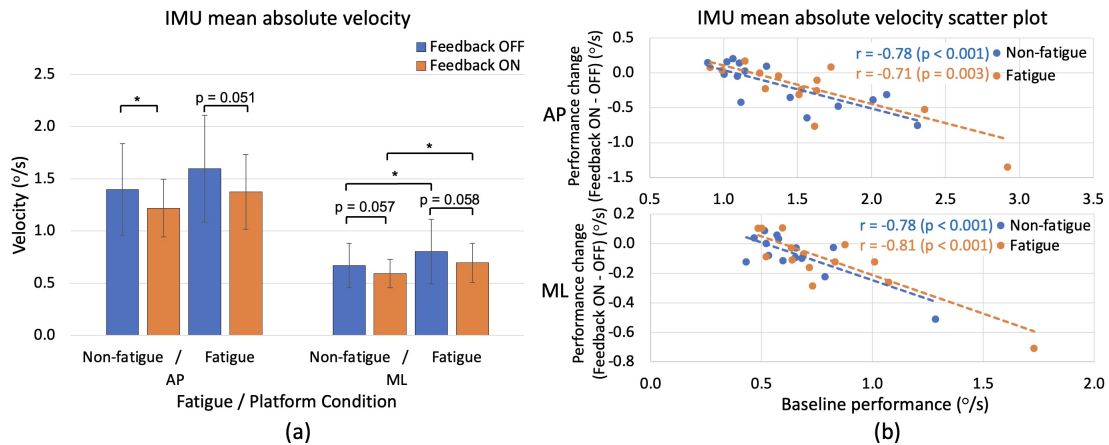 IMU mean absolute velocity
Feedback OFF
Feedback ON
Velocity (°/s)
2.5
2.0
1.5
1.0
0.5
0.0
*
p = 0.051
*
*
p = 0.057
p = 0.058
Non-fatigue / Fatigue
Non-fatigue / Fatigue
AP
ML
Fatigue / Platform Condition
(a)
IMU mean absolute velocity scatter plot
AP
Performance change
(Feedback ON - OFF) (°/s)
0.5
0.0
-0.5
-1.0
-1.5
r = -0.78 (p < 0.001)
Non-fatigue
r = -0.71 (p = 0.003)
Fatigue
0.5 1.0 1.5 2.0 2.5 3.0 3.5
ML
Performance change
(Feedback ON - OFF) (°/s)
0.2
0.0
-0.2
-0.4
-0.6
-0.8
r = -0.78 (p < 0.001)
Non-fatigue
r = -0.81 (p < 0.001)
Fatigue
0.0 0.5 1.0 1.5 2.0
Baseline performance (°/s)
(b)